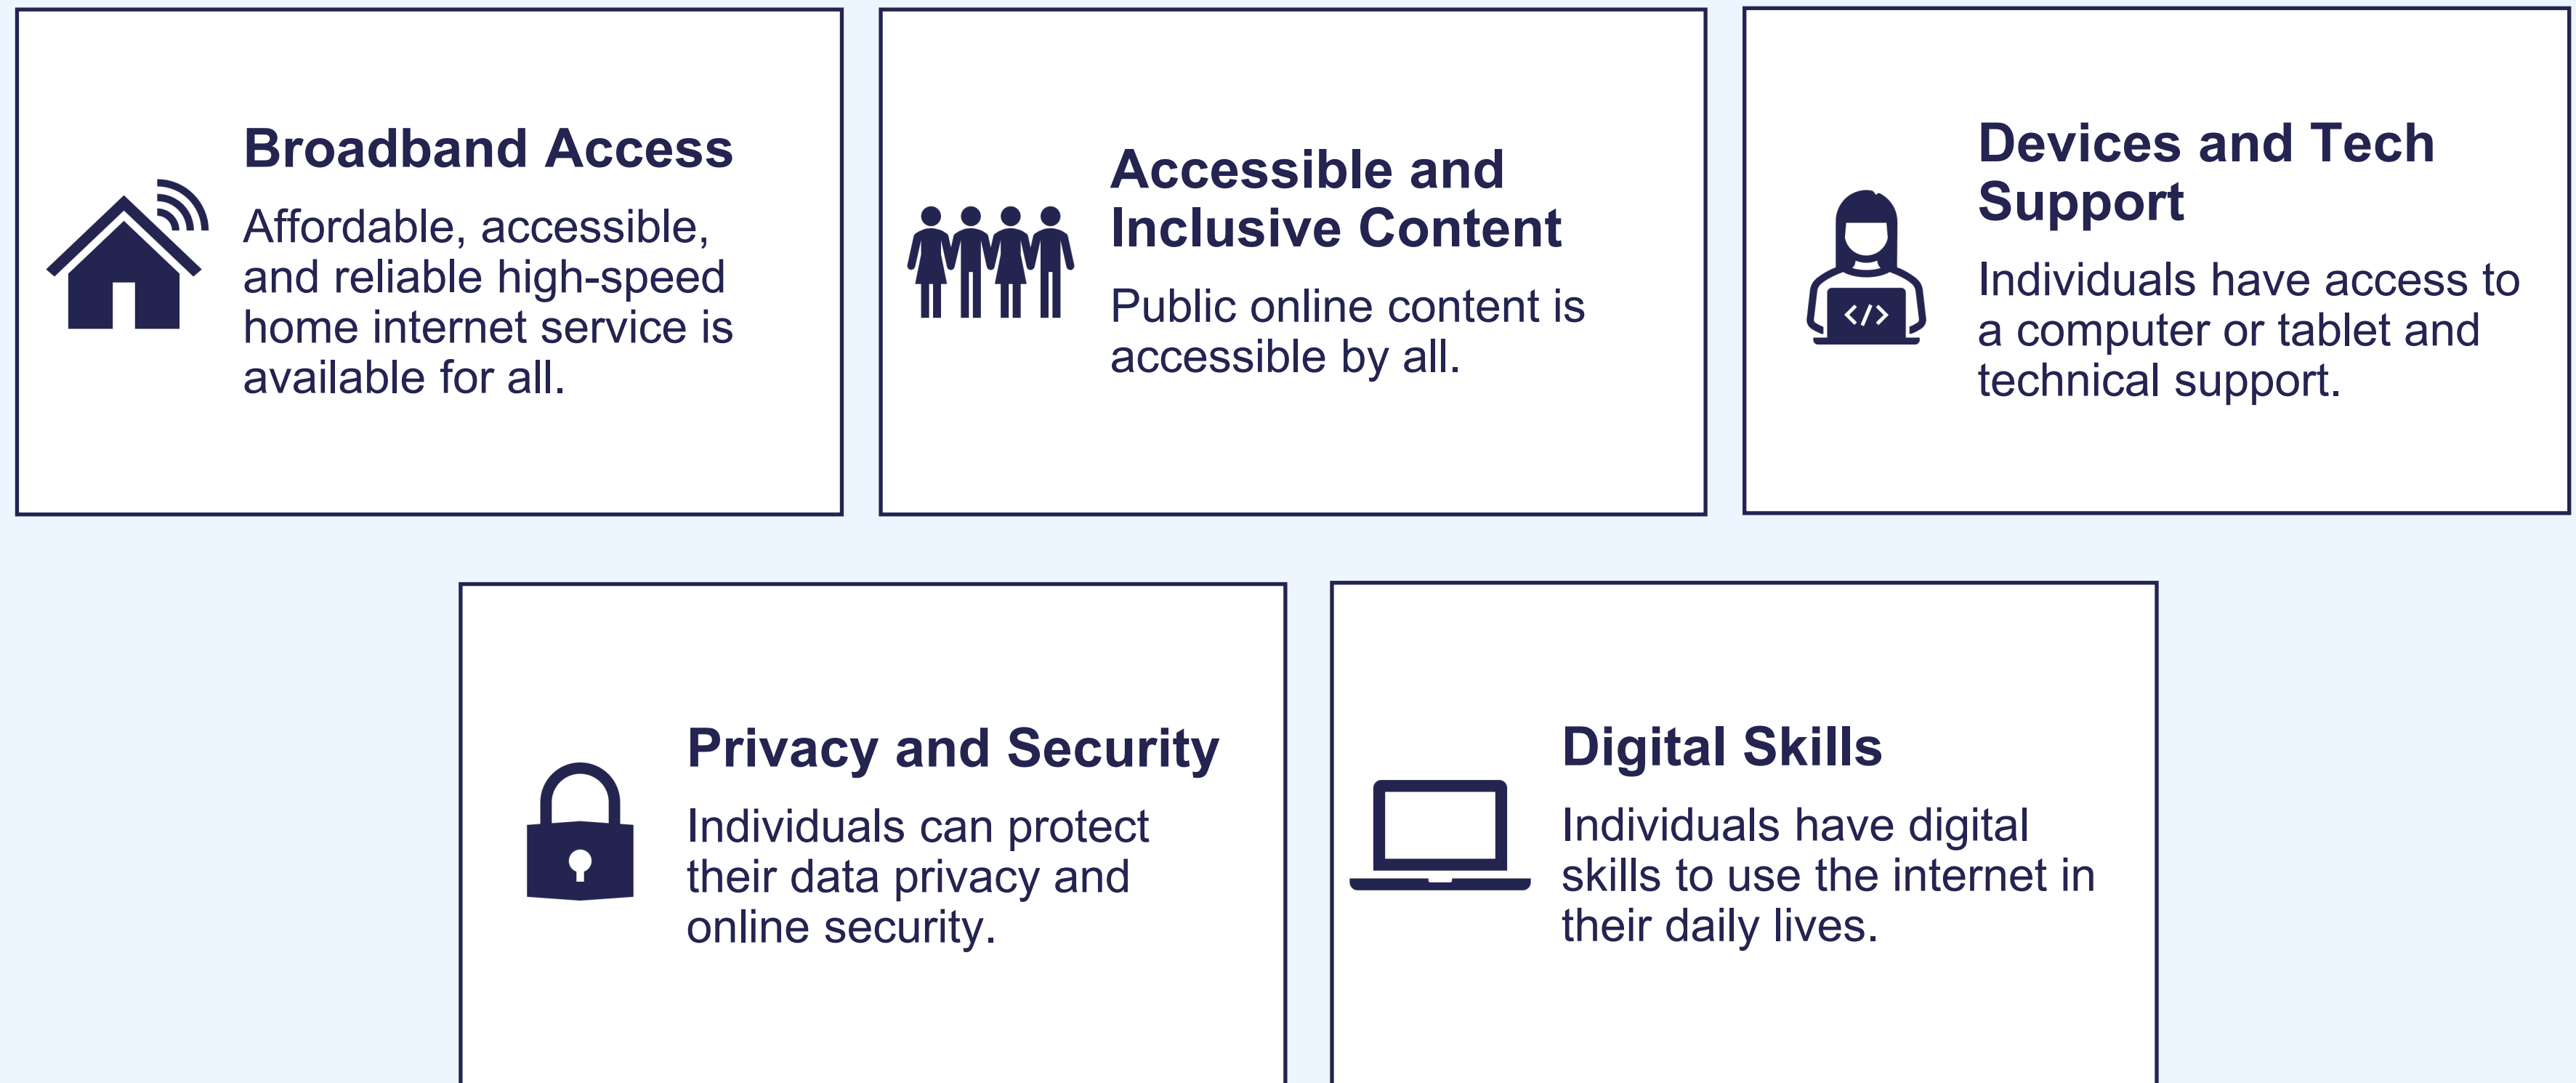 Broadband Access
Affordable, accessible,
and reliable high-speed
home internet service is
available for all.
Accessible and
Inclusive Content
Public online content is
accessible by all.
Devices and Tech
Support
Individuals have access to
a computer or tablet and
technical support.
</>
Privacy and Security
Individuals can protect
their data privacy and
online security.
Digital Skills
Individuals have digital
skills to use the internet in
their daily lives.